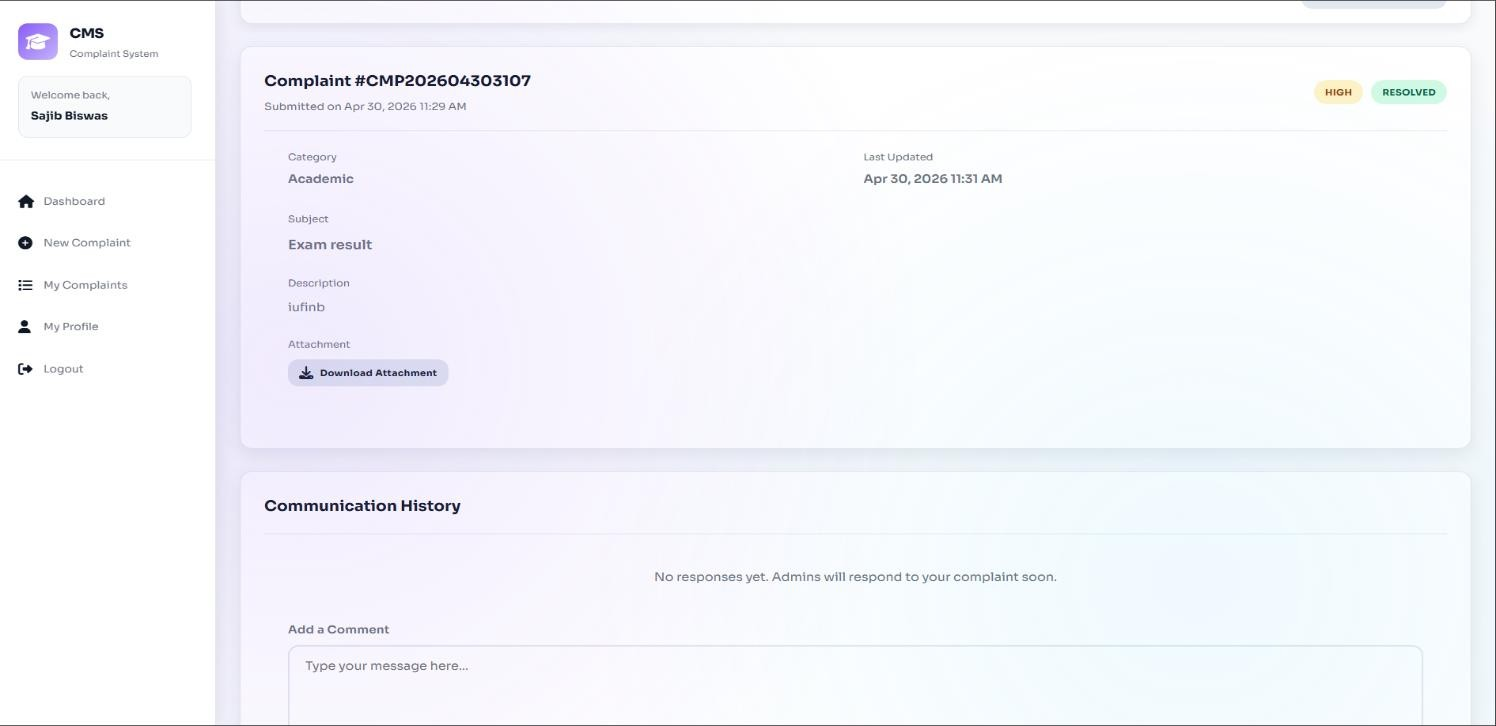 CMS
Complaint System
Welcome back,
Sajib Biswas
Dashboard
New Complaint
My Complaints
My Profile
Logout
Complaint #CMP202604303107
Submitted on Apr 30, 2026 11:29 AM
HIGH RESOLVED
Category
Academic
Last Updated
Apr 30, 2026 11:31 AM
Subject
Exam result
Description
iufinb
Attachment
Download Attachment
Communication History
No responses yet. Admins will respond to your complaint soon.
Add a Comment
Type your message here...